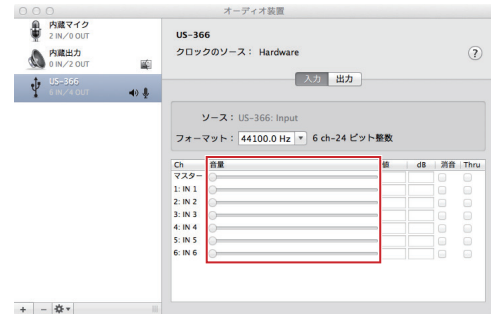 オーディオ装置
内蔵マイク
2 IN/0 OUT
内蔵出力
0 IN/2 OUT
US-366
6 IN/4 OUT
US-366
クロックのソース： Hardware
?
入力 出力
ソース： US-366: Input
フォーマット： 44100.0 Hz 6 ch-24 ビット整数
Ch 音量 値 dB 消音 Thru
マスター
1: IN 1
2: IN 2
3: IN 3
4: IN 4
5: IN 5
6: IN 6